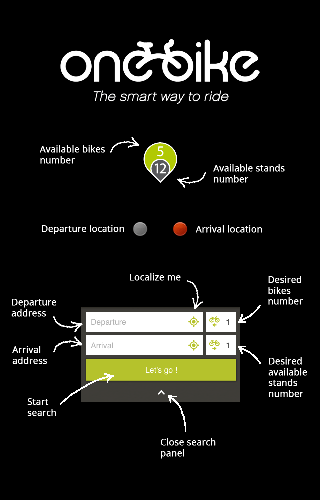 onebike
The smart way to ride
Available bikes
number
5
12
Available stands
number
Departure location
Arrival location
Localize me
Desired
bikes
number
Departure
address
Departure
1
Arrival
address
Arrival
1
Desired
available
stands
number
Let's go !
Start
search
Close search
panel